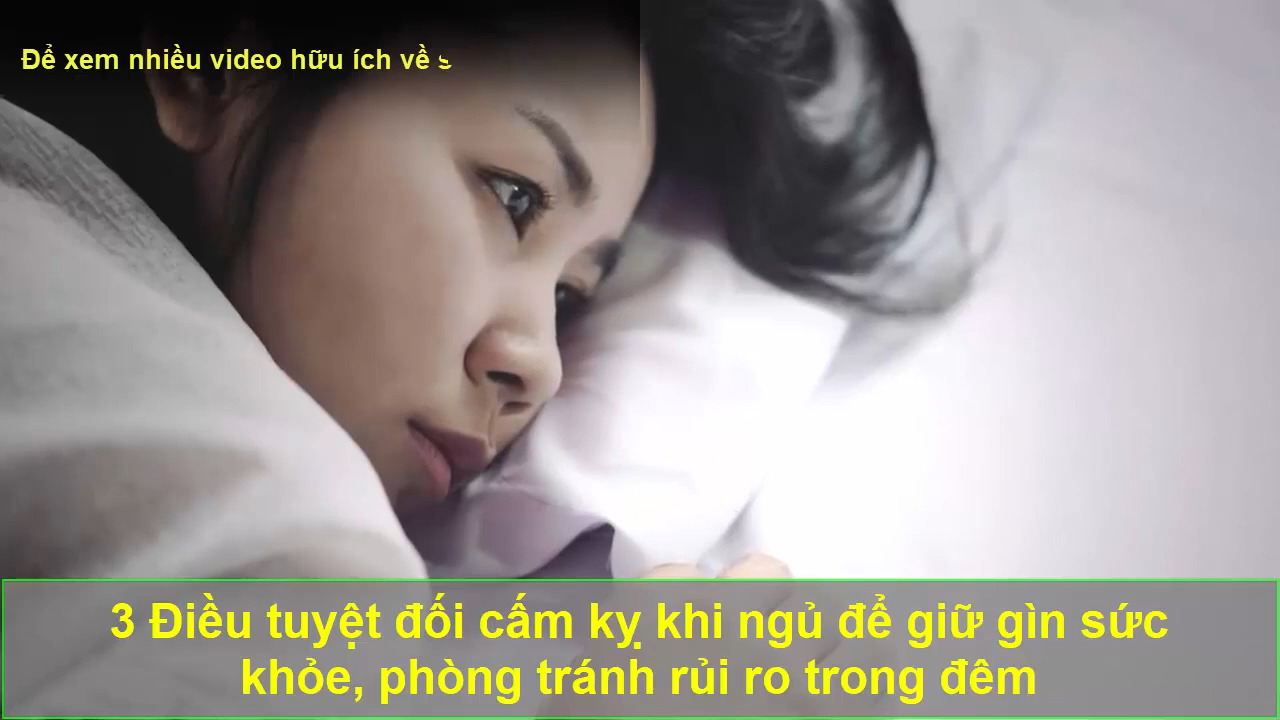 Để xem nhiều video hữu ích về
3 Điều tuyệt đối cấm kỵ khi ngủ để giữ gìn sức
khỏe, phòng tránh rủi ro trong đêm